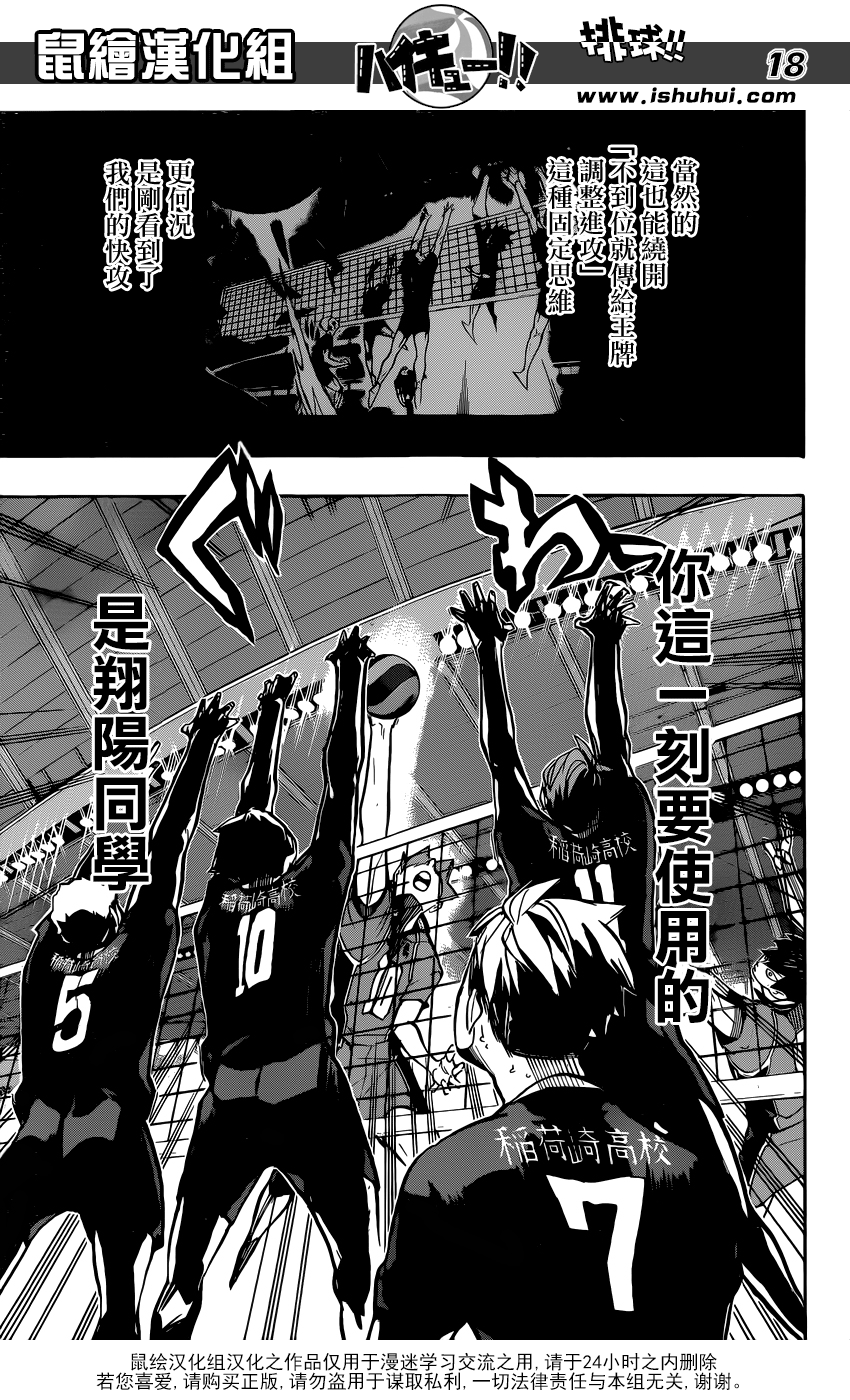 鼠繪漢化組
ハイキュー!!
排球!!
18
www.ishuhui.com
當然的
這也能繞開
「不到位就傳給王牌
調整進攻」
這種固定思維
更何況
是剛看到了
我們的快攻
わっ
ぐ
你這一刻要使用的
是翔陽同學
稻荷崎高校
11
稲荷崎高校
10
稲荷崎高校
5
10
稲荷崎高校
7
鼠绘汉化组汉化之作品仅用于漫迷学习交流之用,请于24小时之内删除
若您喜爱,请购买正版,请勿盗用于谋取私利,一切法律责任与本组无关,谢谢。